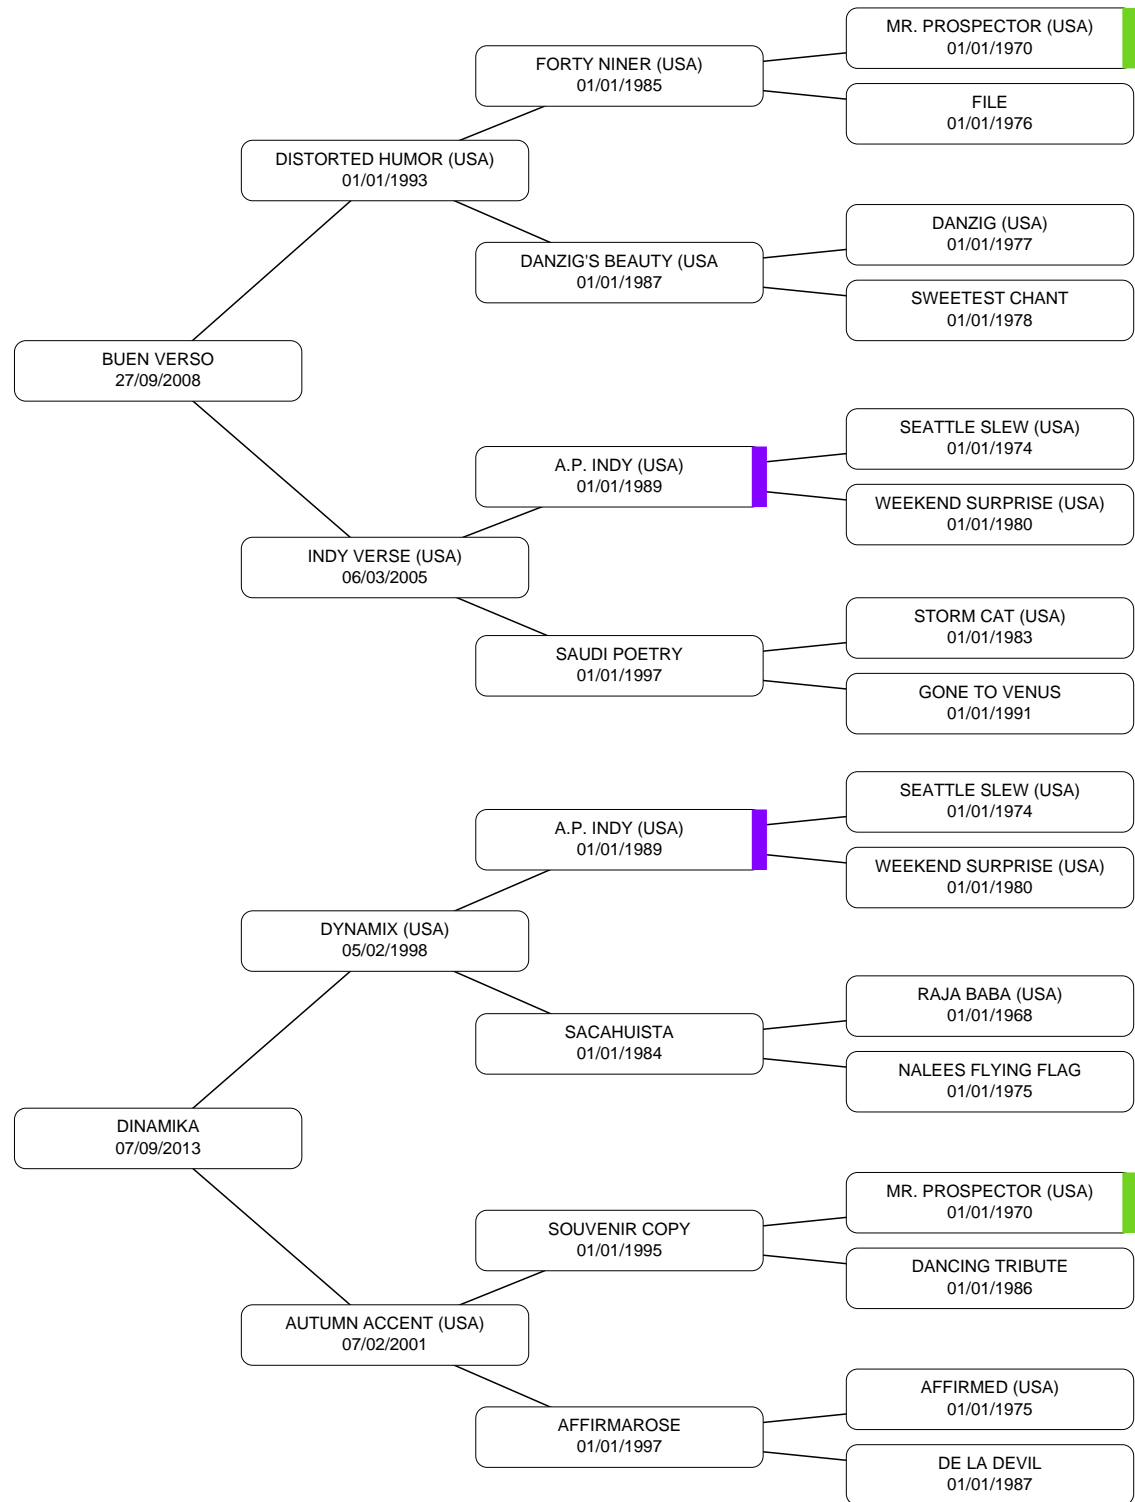 MR. PROSPECTOR (USA)
01/01/1970
FORTY NINER (USA)
01/01/1985
FILE
01/01/1976
DISTORTED HUMOR (USA)
01/01/1993
DANZIG (USA)
01/01/1977
DANZIG'S BEAUTY (USA
01/01/1987
SWEETEST CHANT
01/01/1978
BUEN VERSO
27/09/2008
SEATTLE SLEW (USA)
01/01/1974
A.P. INDY (USA)
01/01/1989
WEEKEND SURPRISE (USA)
01/01/1980
INDY VERSE (USA)
06/03/2005
STORM CAT (USA)
01/01/1983
SAUDI POETRY
01/01/1997
GONE TO VENUS
01/01/1991
SEATTLE SLEW (USA)
01/01/1974
A.P. INDY (USA)
01/01/1989
WEEKEND SURPRISE (USA)
01/01/1980
DYNAMIX (USA)
05/02/1998
RAJA BABA (USA)
01/01/1968
SACAHUISTA
01/01/1984
NALEES FLYING FLAG
01/01/1975
DINAMIKA
07/09/2013
MR. PROSPECTOR (USA)
01/01/1970
SOUVENIR COPY
01/01/1995
DANCING TRIBUTE
01/01/1986
AUTUMN ACCENT (USA)
07/02/2001
AFFIRMED (USA)
01/01/1975
AFFIRMAROSE
01/01/1997
DE LA DEVIL
01/01/1987